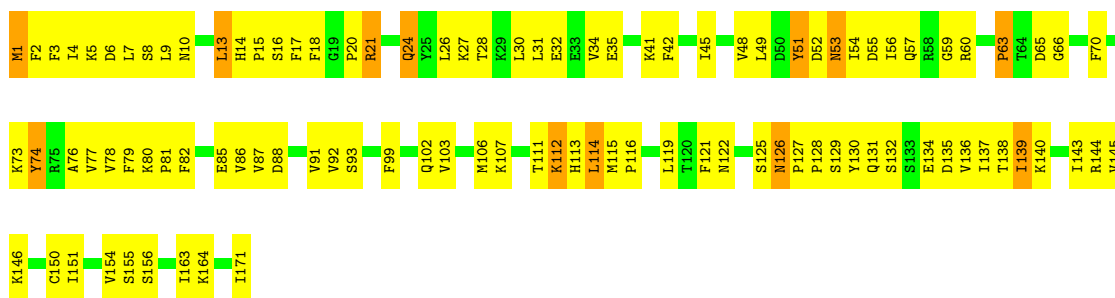 M1 F2 F3 I4 K5 D6 L7 S8 L9 N10 L13 H14 P15 S16 F17 F18 G19 P20 R21 Q24 Y25 L26 K27 T28 K29 L30 L31 E32 E33 V34 E35 K41 F42 I45 V48 L49 D50 Y51 D52 N53 I54 D55 I56 Q57 R58 G59 R60 P63 T64 D65 G66 F70
K73 Y74 R75 A76 V77 V78 F79 K80 P81 F82 E85 V86 V87 D88 V91 V92 S93 F99 Q102 V103 M106 K107 T111 K112 H113 L114 M115 P116 L119 T120 F121 N122 S125 N126 P127 P128 S129 Y130 Q131 S132 S133 E134 D135 V136 I137 T138 I139 K140 I143 R144 V145
K146 C150 I151 V154 S155 S156 I163 K164 I171